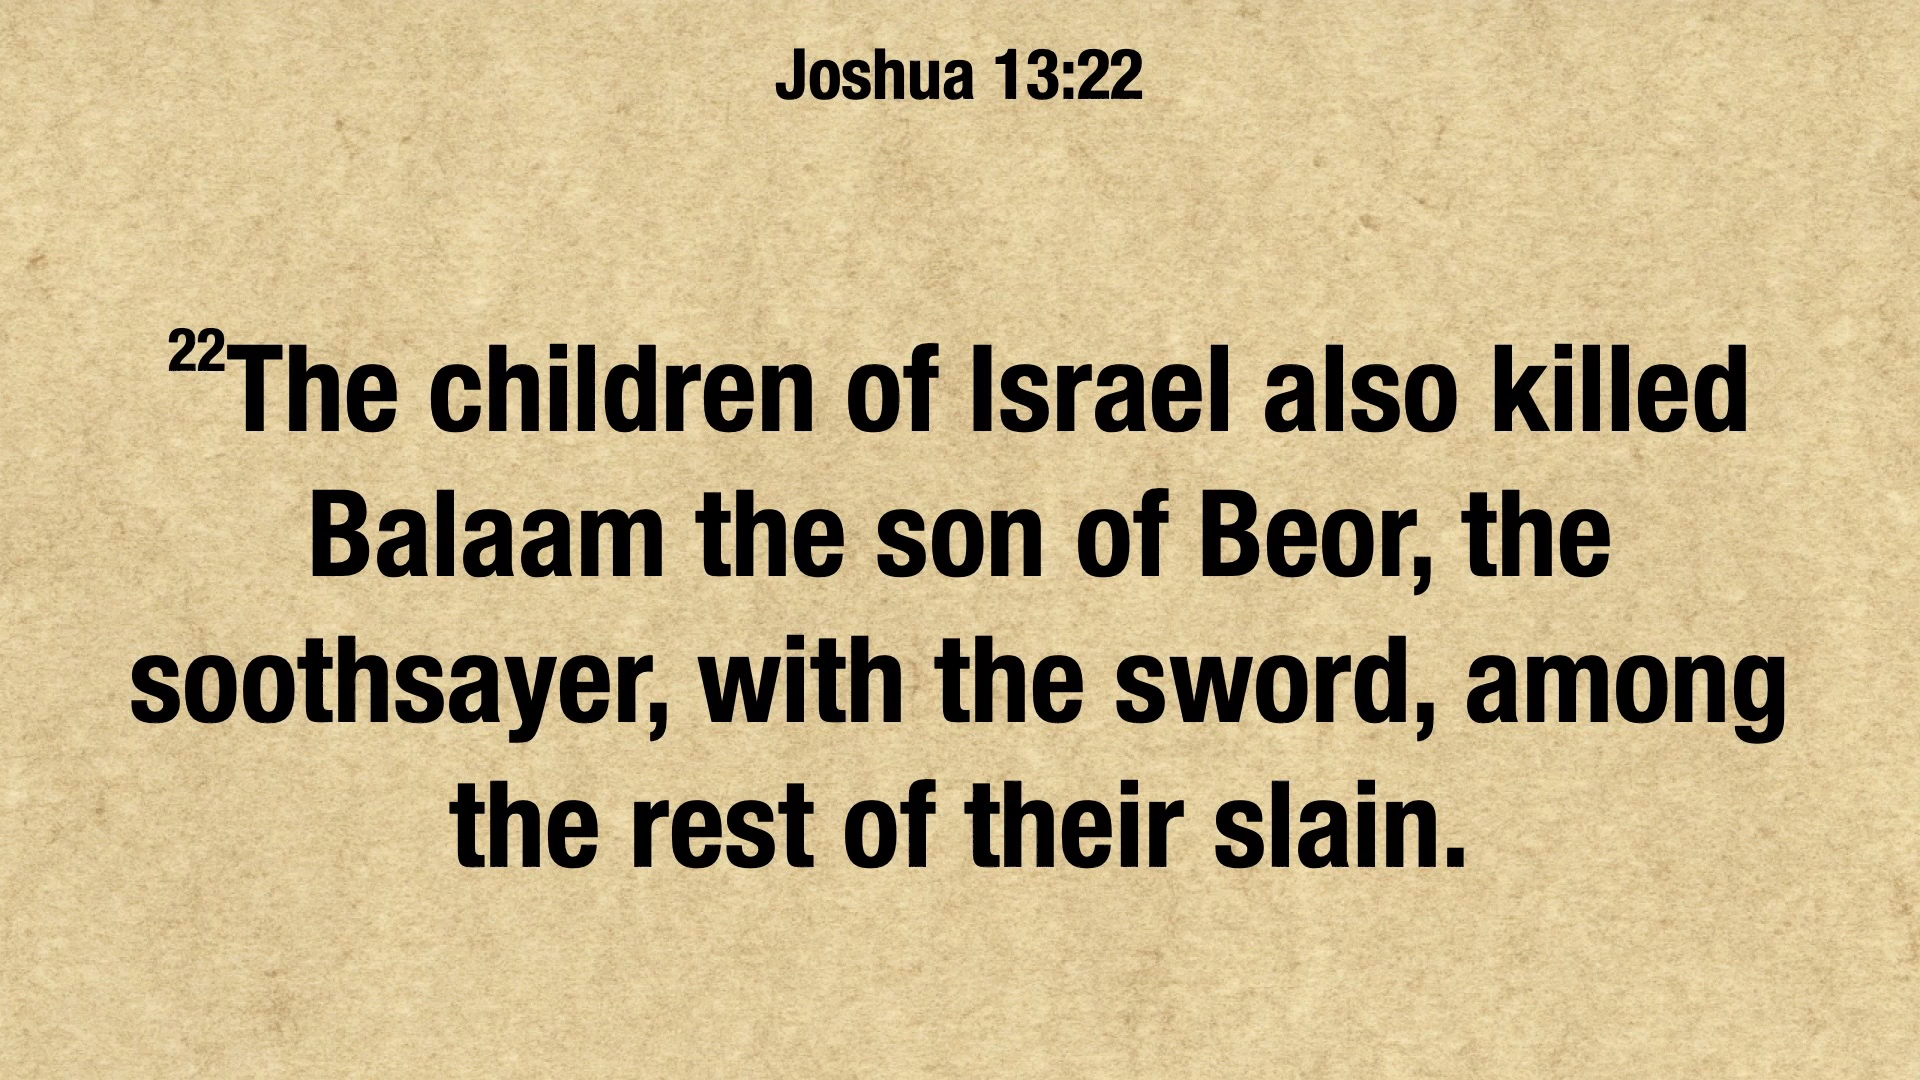 Joshua 13:22
22The children of Israel also killed
Balaam the son of Beor, the
soothsayer, with the sword, among
the rest of their slain.